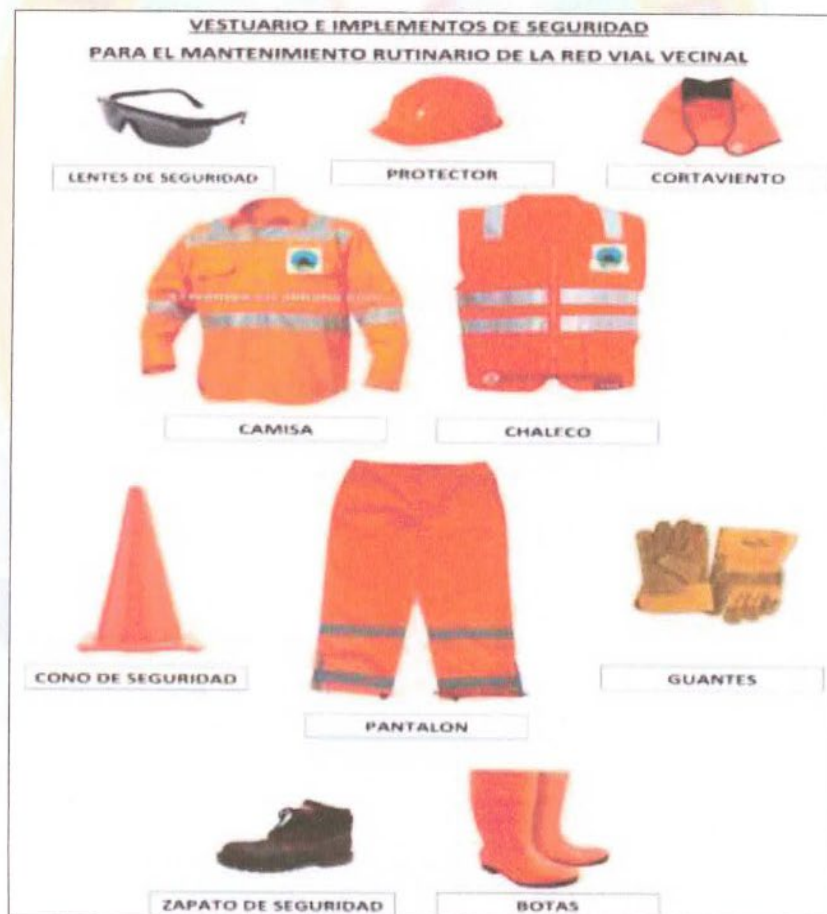 VESTUARIO E IMPLEMENTOS DE SEGURIDAD
PARA EL MANTENIMIENTO RUTINARIO DE LA RED VIAL VECINAL
LENTES DE SEGURIDAD
PROTECTOR
CORTAVIENTO
CAMISA
CHALECO
CONO DE SEGURIDAD
PANTALON
GUANTES
ZAPATO DE SEGURIDAD
BOTAS